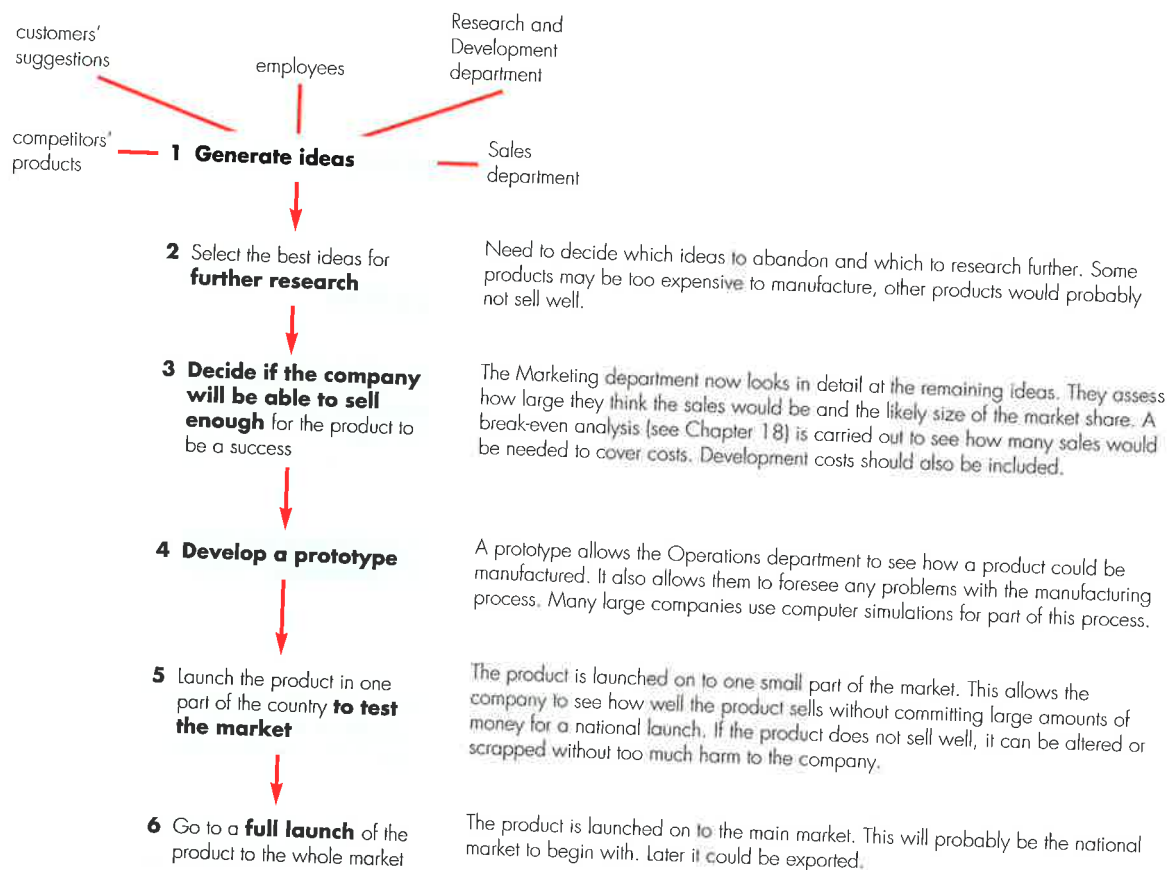 customers'
suggestions
employees
Research and
Development
department
competitors'
products
1 Generate ideas
Sales
department
2 Select the best ideas for
further research
Need to decide which ideas to abandon and which to research further. Some
products may be too expensive to manufacture, other products would probably
not sell well.
3 Decide if the company
will be able to sell
enough for the product to
be a success
The Marketing department now looks in detail at the remaining ideas. They assess
how large they think the sales would be and the likely size of the market share. A
break-even analysis (see Chapter 18) is carried out to see how many sales would
be needed to cover costs. Development costs should also be included.
4 Develop a prototype
A prototype allows the Operations department to see how a product could be
manufactured. It also allows them to foresee any problems with the manufacturing
process. Many large companies use computer simulations for part of this process.
5 Launch the product in one
part of the country to test
the market
The product is launched on to one small part of the market. This allows the
company to see how well the product sells without committing large amounts of
money for a national launch. If the product does not sell well, it can be altered or
scrapped without too much harm to the company.
6 Go to a full launch of the
product to the whole market
The product is launched on to the main market. This will probably be the national
market to begin with. Later it could be exported.